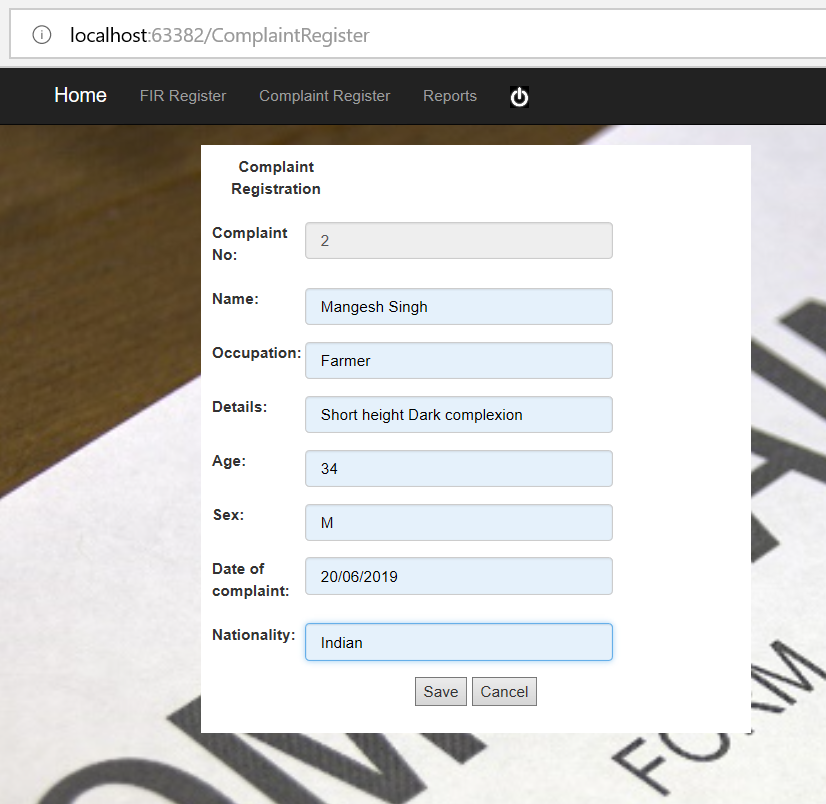 localhost:63382/ComplaintRegister
Home FIR Register Complaint Register Reports
Complaint
Registration
Complaint
No:
2
Name:
Mangesh Singh
Occupation:
Farmer
Details:
Short height Dark complexion
Age:
34
Sex:
M
Date of
complaint:
20/06/2019
Nationality:
Indian
Save Cancel
FORM